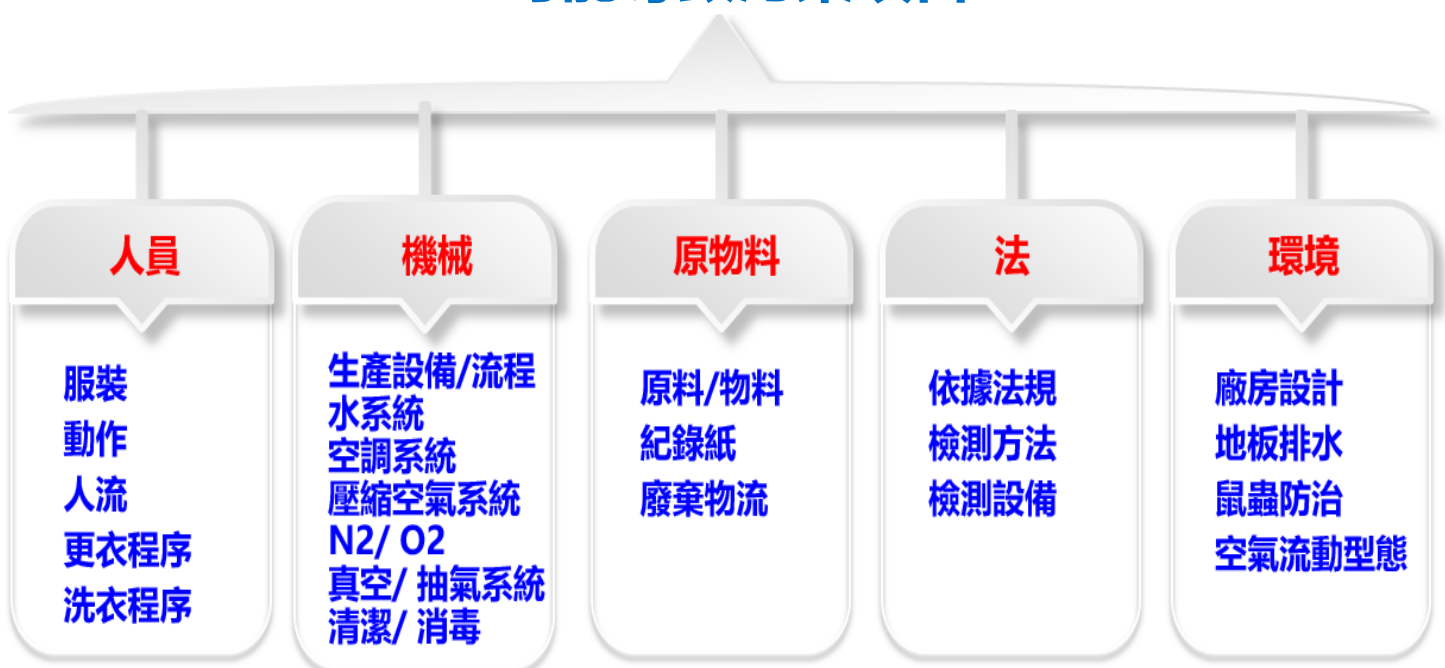 人員
服裝
動作
人流
更衣程序
洗衣程序
機械
生產設備/流程
水系統
空調系統
壓縮空氣系統
N2/ O2
真空/ 抽氣系統
清潔/ 消毒
原物料
原料/物料
紀錄紙
廢棄物流
法
依據法規
檢測方法
檢測設備
環境
廠房設計
地板排水
鼠蟲防治
空氣流動型態